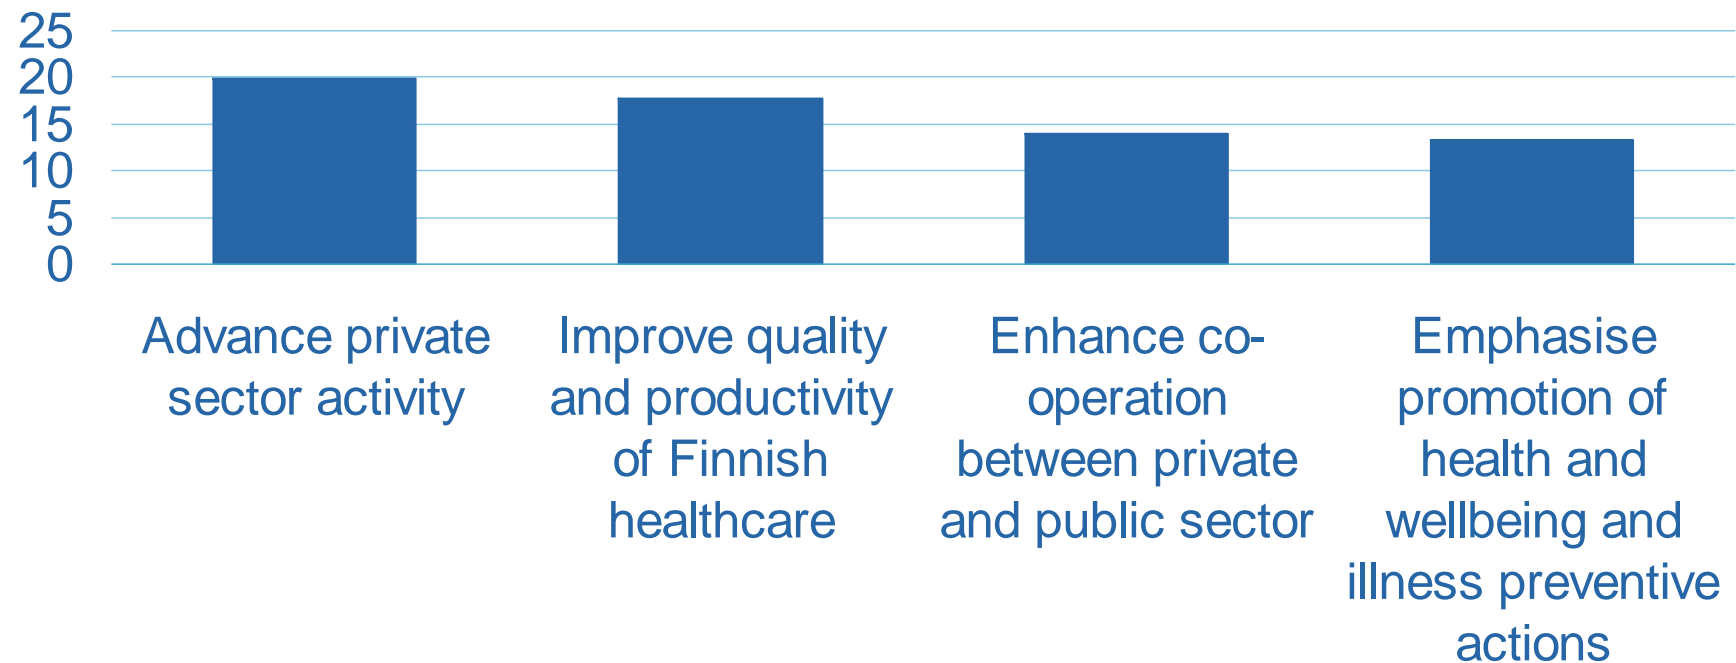 25
20
15
10
5
0
Advance private
sector activity
Improve quality
and productivity
of Finnish
healthcare
Enhance co-
operation
between private
and public sector
Emphasise
promotion of
health and
wellbeing and
illness preventive
actions